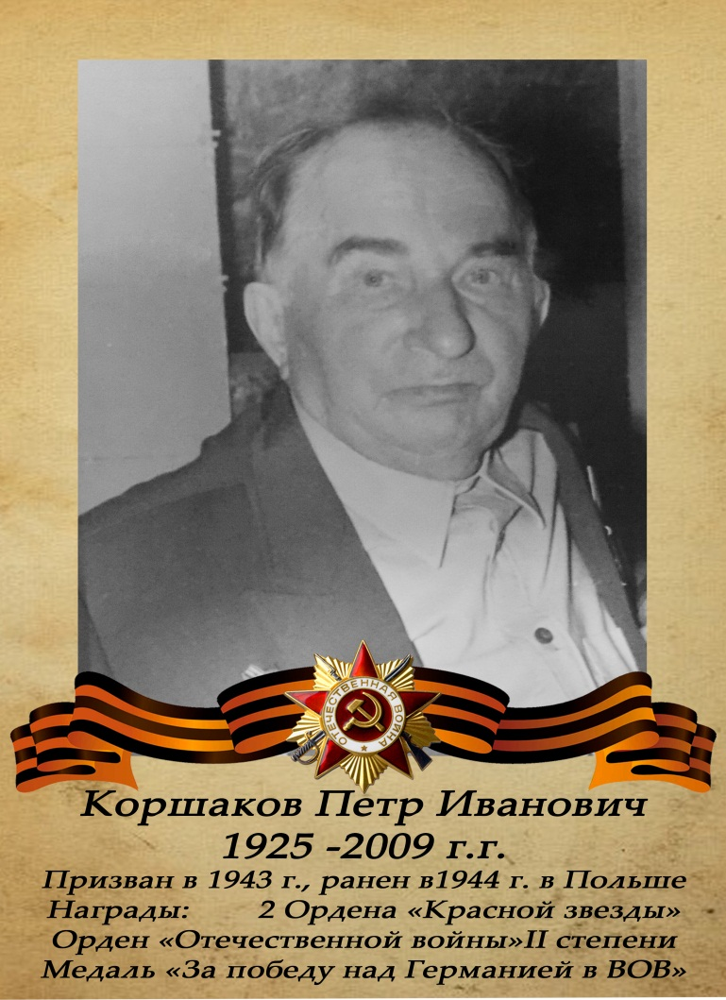 ОТЕЧЕСТВЕННАЯ ВОЙНА
Коршаков Петр Иванович
1925 -2009 г.г.
Призван в 1943 г., ранен в1944 г. в Польше
Награды: 2 Ордена «Красной звезды»
Орден «Отечественной войны»II степени
Медаль «За победу над Германией в ВОВ»